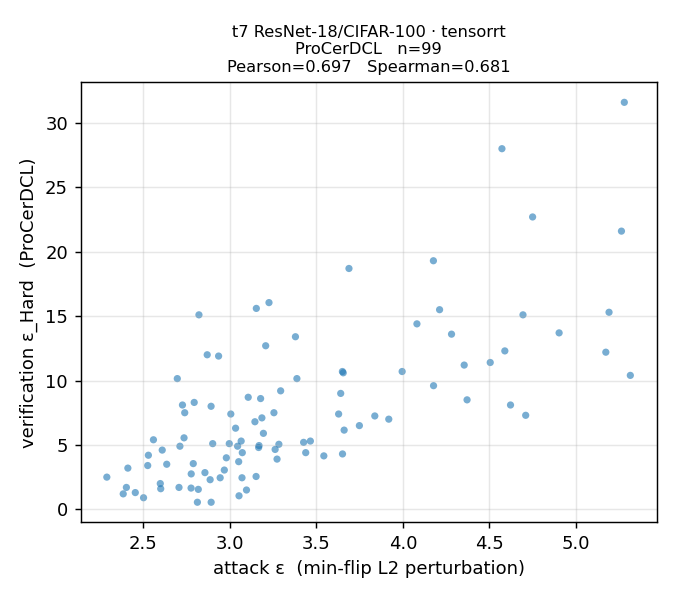 t7 ResNet-18/CIFAR-100 · tensorrt
ProCerDCL n=99
Pearson=0.697 Spearman=0.681
30
25
20
15
10
5
0
verification ε_Hard (ProCerDCL)
2.5 3.0 3.5 4.0 4.5 5.0
attack ε (min-flip L2 perturbation)